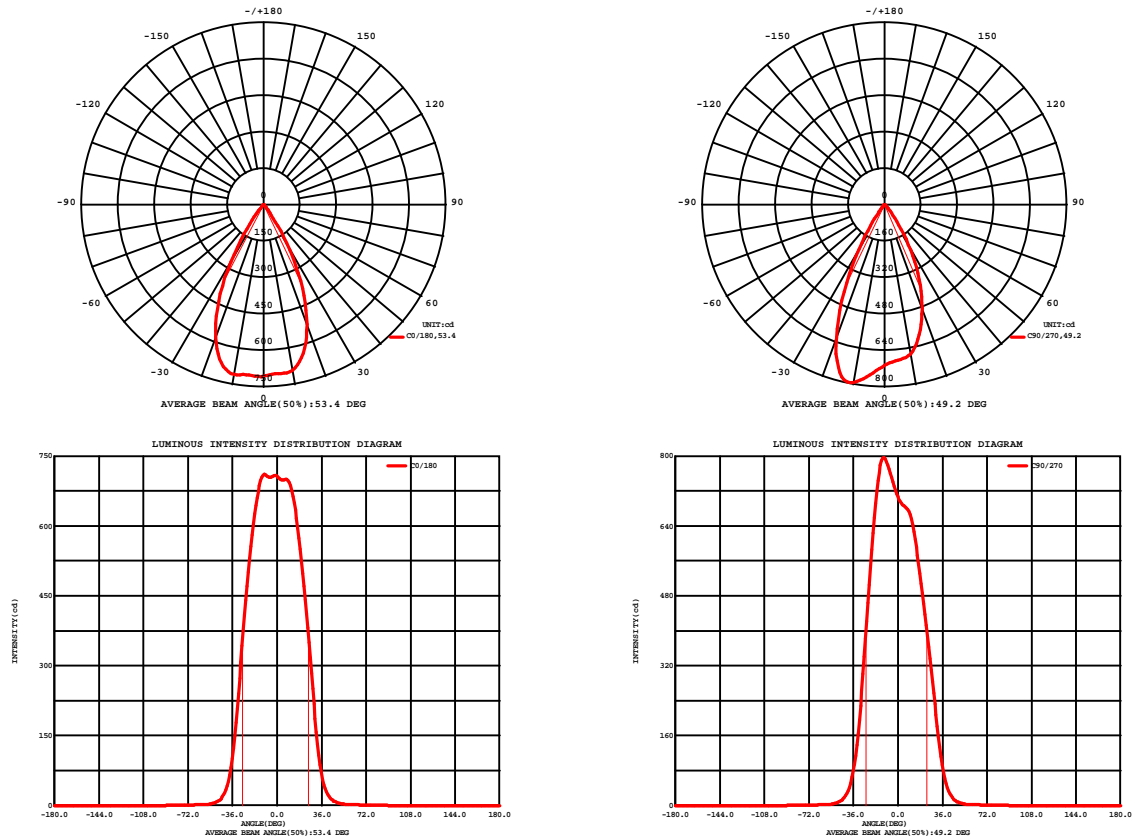 -/+180
-150 150
-120 120
-90 90
-60 60
-30 30
0
150
300
450
600
750
0
UNIT:cd
C0/180,53.4
AVERAGE BEAM ANGLE(50%):53.4 DEG
-/+180
-150 150
-120 120
-90 90
-60 60
-30 30
0
160
320
480
640
800
0
UNIT:cd
C90/270,49.2
AVERAGE BEAM ANGLE(50%):49.2 DEG
LUMINOUS INTENSITY DISTRIBUTION DIAGRAM
C0/180
INTENSITY(cd)
750
600
450
300
150
0
-180.0 -144.0 -108.0 -72.0 -36.0 0.0 36.0 72.0 108.0 144.0 180.0
ANGLE(DEG)
AVERAGE BEAM ANGLE(50%):53.4 DEG
LUMINOUS INTENSITY DISTRIBUTION DIAGRAM
C90/270
INTENSITY(cd)
800
640
480
320
160
0
-180.0 -144.0 -108.0 -72.0 -36.0 0.0 36.0 72.0 108.0 144.0 180.0
ANGLE(DEG)
AVERAGE BEAM ANGLE(50%):49.2 DEG